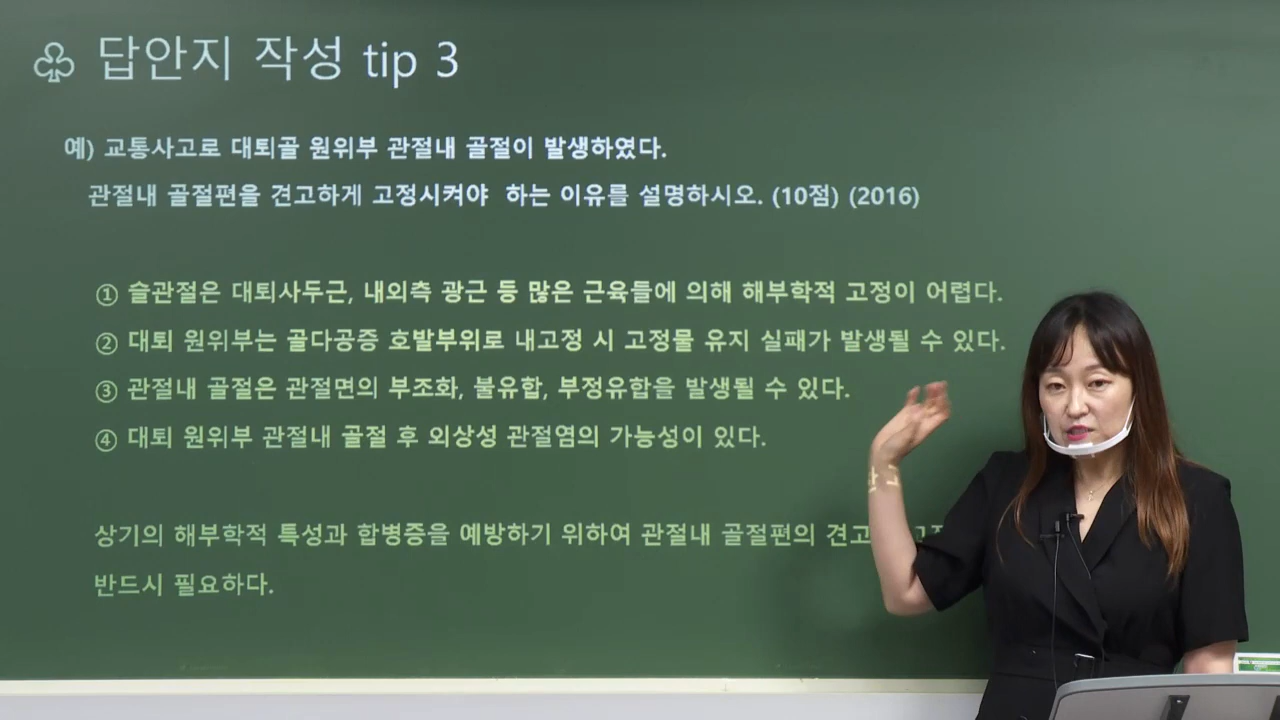 ♧ 답안지 작성 tip 3
예) 교통사고로 대퇴골 원위부 관절내 골절이 발생하였다.
관절내 골절편을 견고하게 고정시켜야 하는 이유를 설명하시오. (10점) (2016)
① 슬관절은 대퇴사두근, 내외측 광근 등 많은 근육들에 의해 해부학적 고정이 어렵다.
② 대퇴 원위부는 골다공증 호발부위로 내고정 시 고정물 유지 실패가 발생될 수 있다.
③ 관절내 골절은 관절면의 부조화, 불유합, 부정유합을 발생될 수 있다.
④ 대퇴 원위부 관절내 골절 후 외상성 관절염의 가능성이 있다.
상기의 해부학적 특성과 합병증을 예방하기 위하여 관절내 골절편의 견고
반드시 필요하다.